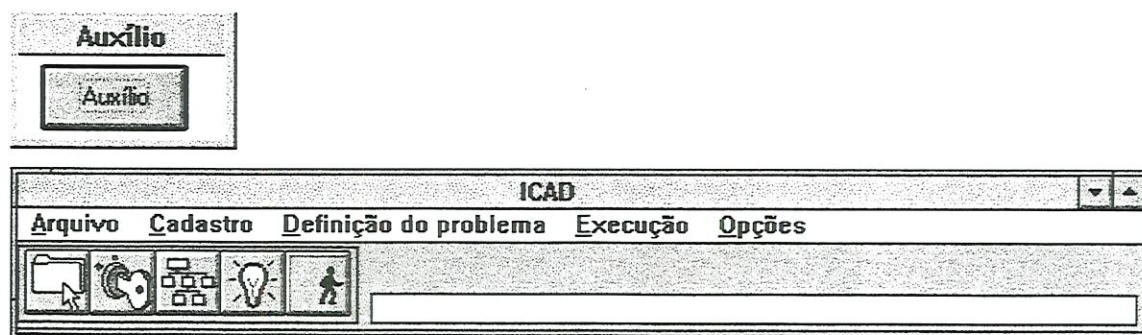 Auxílio
Auxílio
ICAD
Arquivo Cadastro Definição do problema Execução Opções